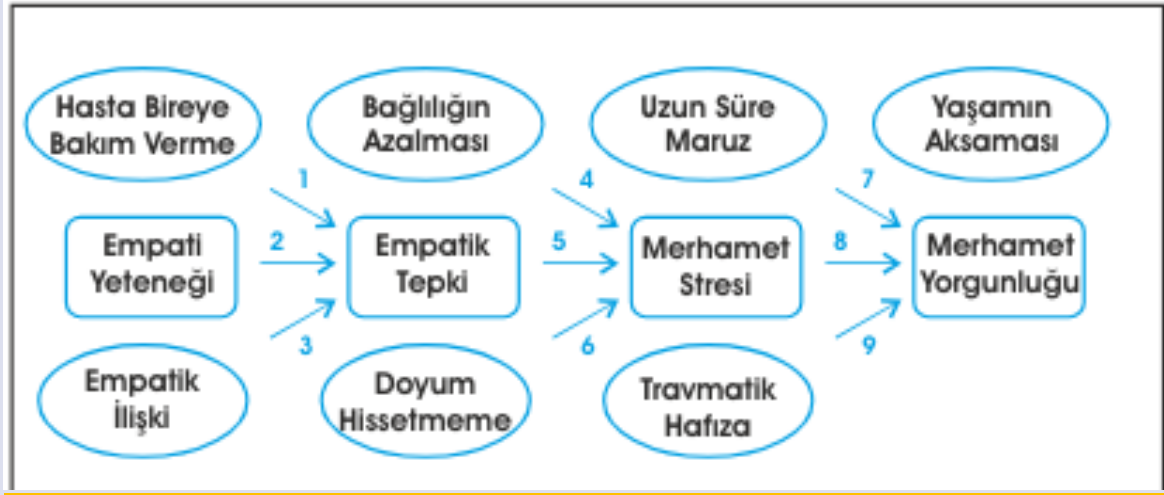 Hasta Bireye
Bakım Verme
Bağlılığın
Azalması
Uzun Süre
Maruz
Yaşamın
Aksaması
1
4
7
Empati
Yeteneği
2
Empatik
Tepki
5
Merhamet
Stresi
8
Merhamet
Yorgunluğu
3
6
9
Empatik
İlişki
Doyum
Hissetmeme
Travmatik
Hafıza